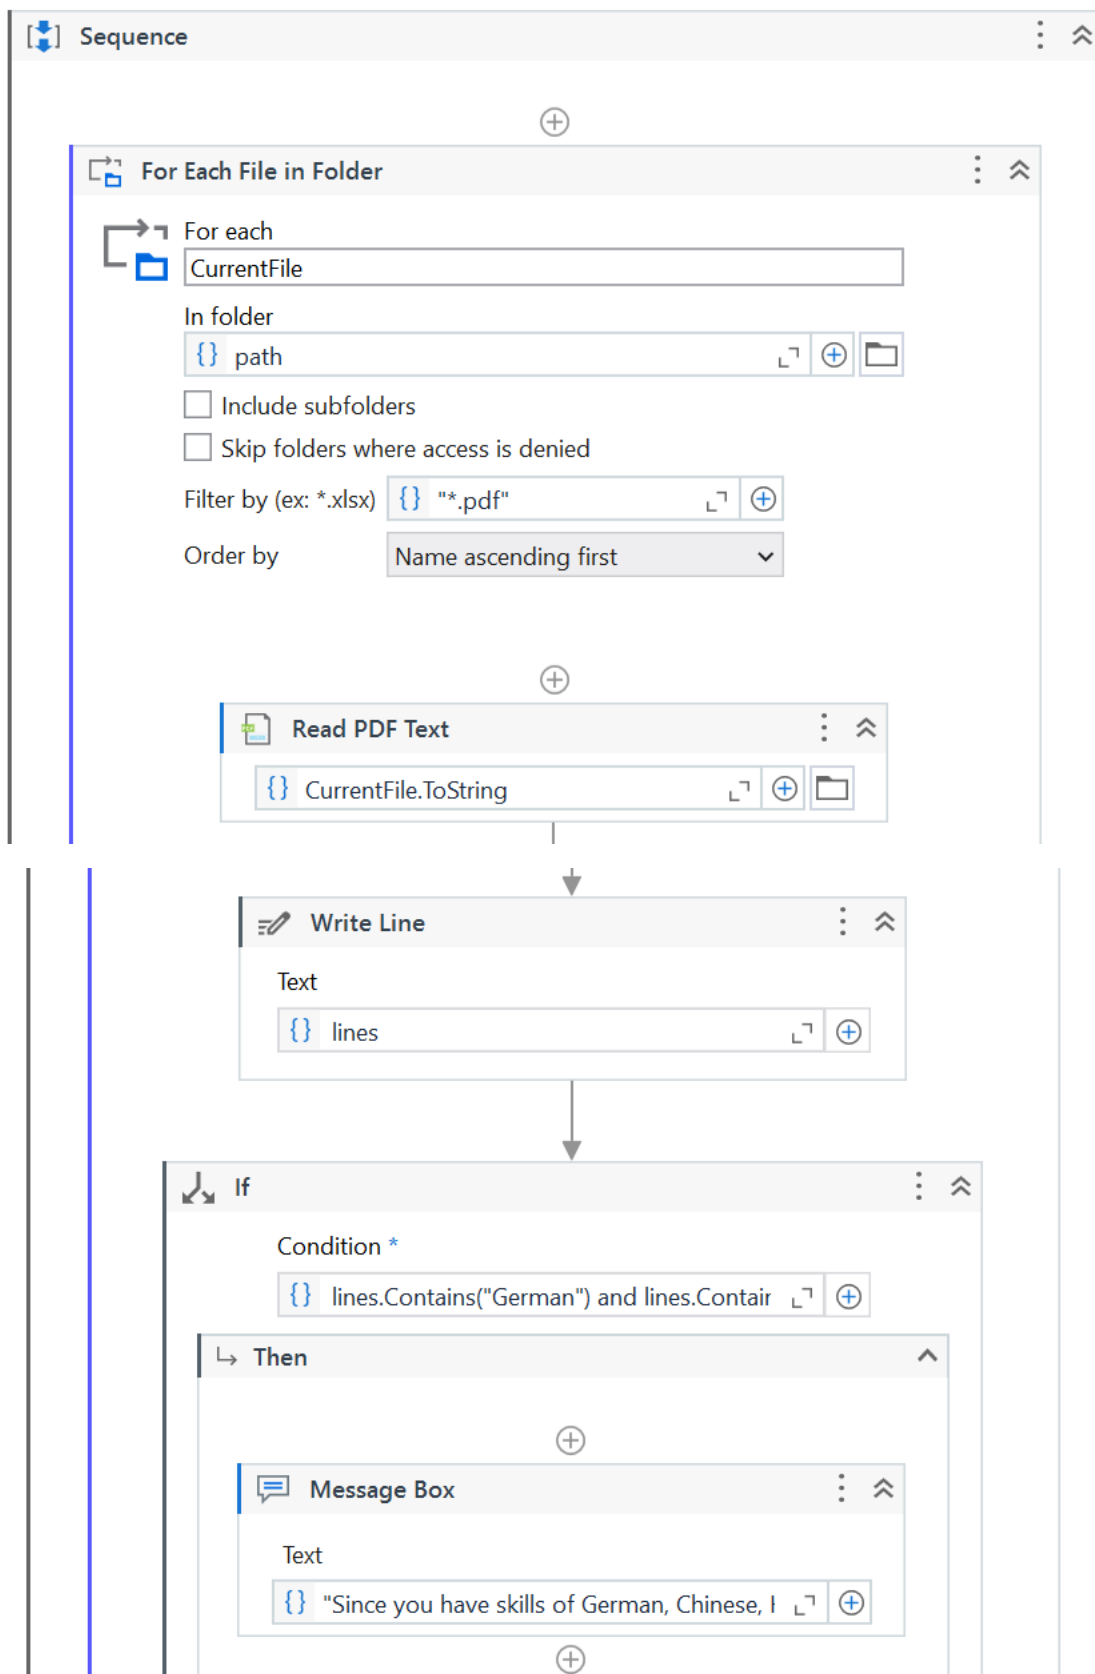 Sequence
For Each File in Folder
For each
CurrentFile
In folder
{} path
Include subfolders
Skip folders where access is denied
Filter by (ex: *.xlsx) {} "*.pdf"
Order by Name ascending first
Read PDF Text
{} CurrentFile.ToString
Write Line
Text
{} lines
If
Condition *
{} lines.Contains("German") and lines.Contair
Then
Message Box
Text
{} "Since you have skills of German, Chinese,